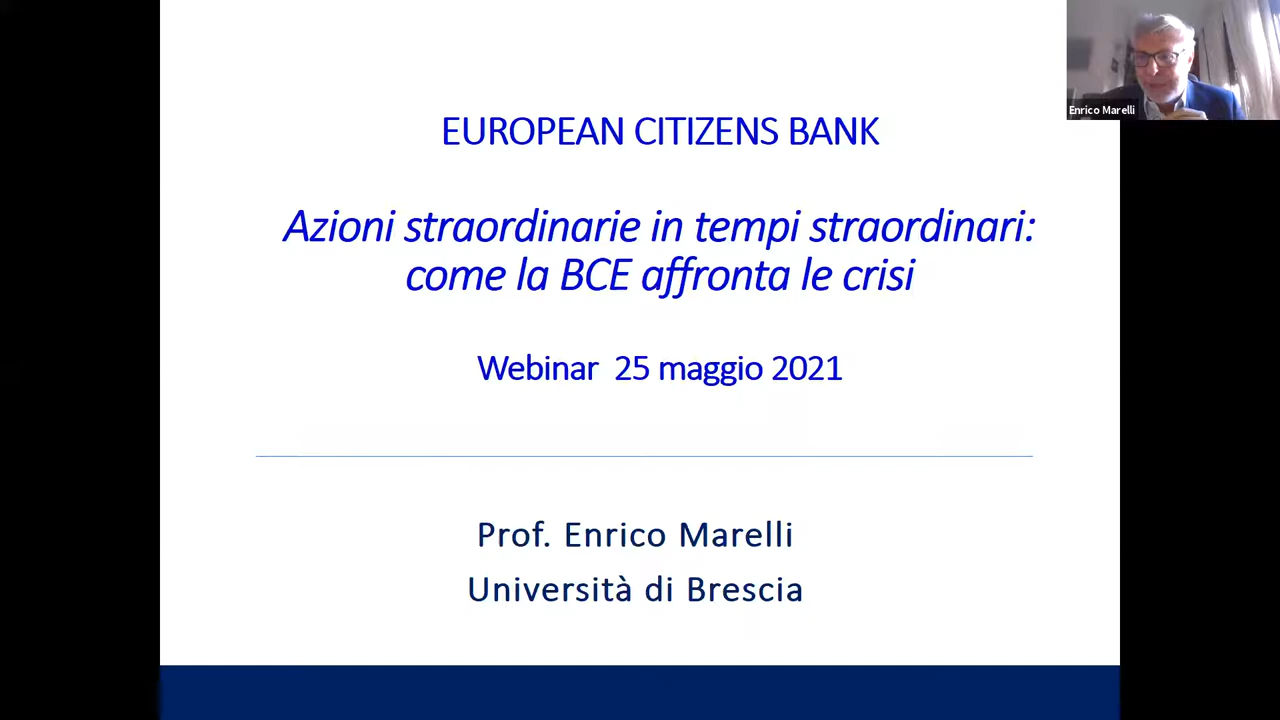 EUROPEAN CITIZENS BANK
Azioni straordinarie in tempi straordinari:
come la BCE affronta le crisi
Webinar 25 maggio 2021
Prof. Enrico Marelli
Università di Brescia
Enrico Marelli